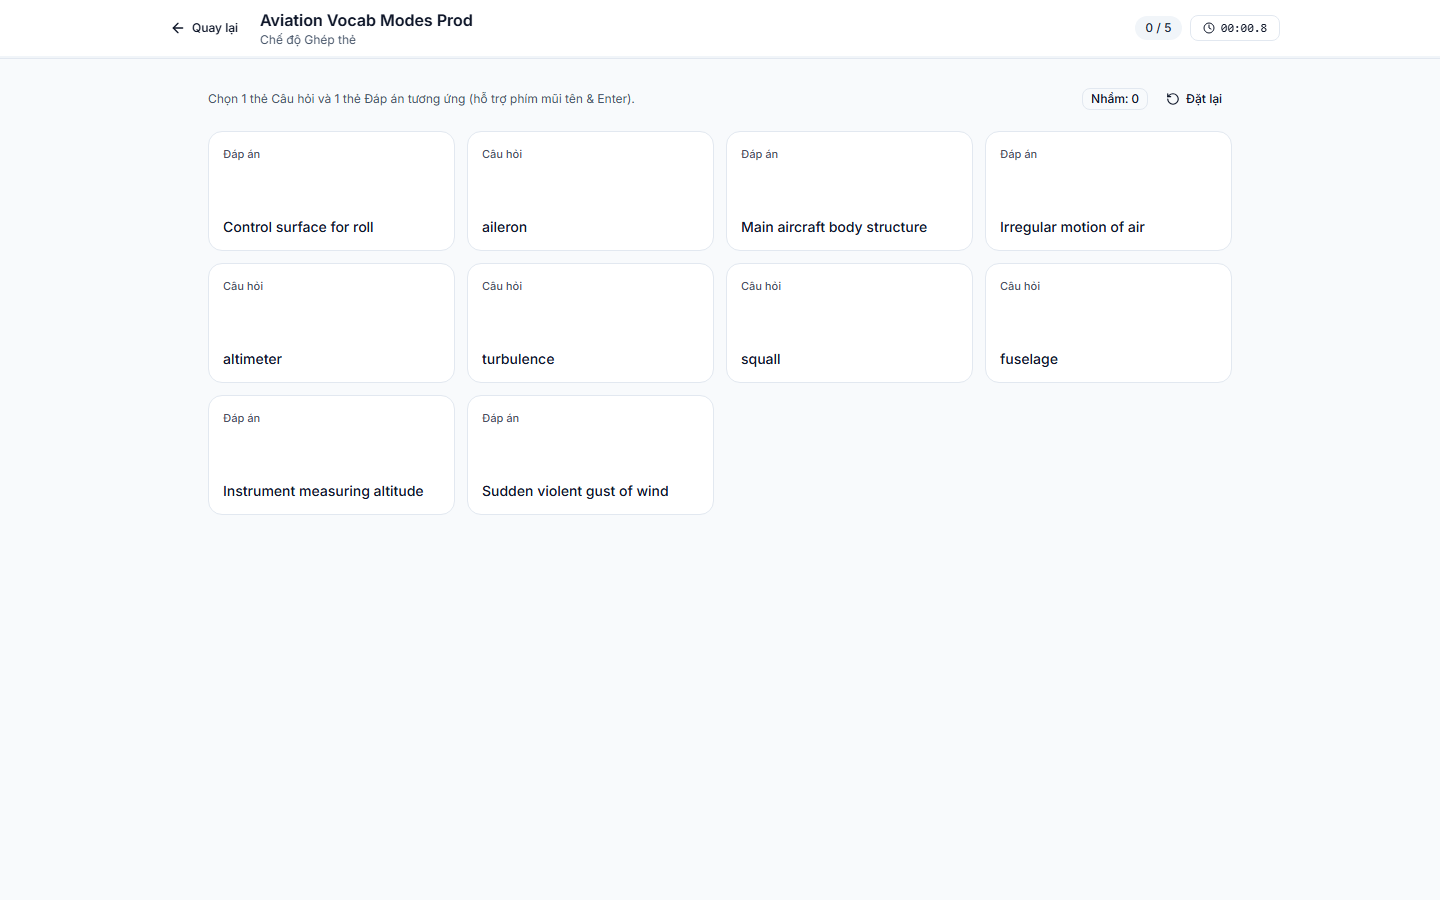 Quay lại
Aviation Vocab Modes Prod
Chế độ Ghép thẻ
0 / 5
00:00.8
Chọn 1 thẻ Câu hỏi và 1 thẻ Đáp án tương ứng (hỗ trợ phím mũi tên & Enter).
Nhầm: 0
Đặt lại
Đáp án
Control surface for roll
Câu hỏi
aileron
Đáp án
Main aircraft body structure
Đáp án
Irregular motion of air
Câu hỏi
altimeter
Câu hỏi
turbulence
Câu hỏi
squall
Câu hỏi
fuselage
Đáp án
Instrument measuring altitude
Đáp án
Sudden violent gust of wind